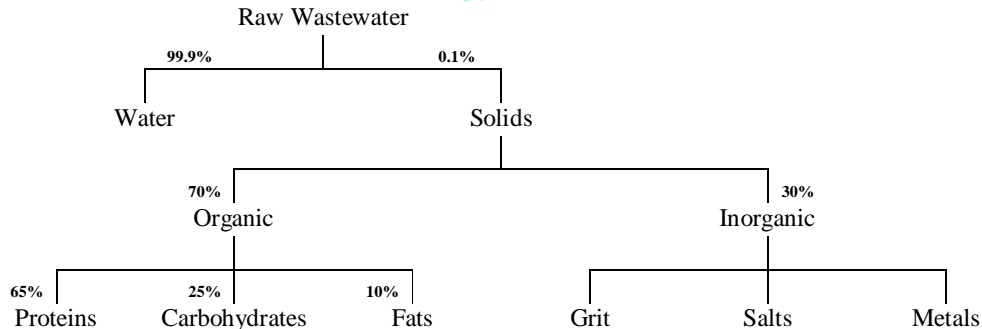 Raw Wastewater
99.9% 0.1%
Water Solids
70% 30%
Organic Inorganic
65% 25% 10%
Proteins Carbohydrates Fats Grit Salts Metals